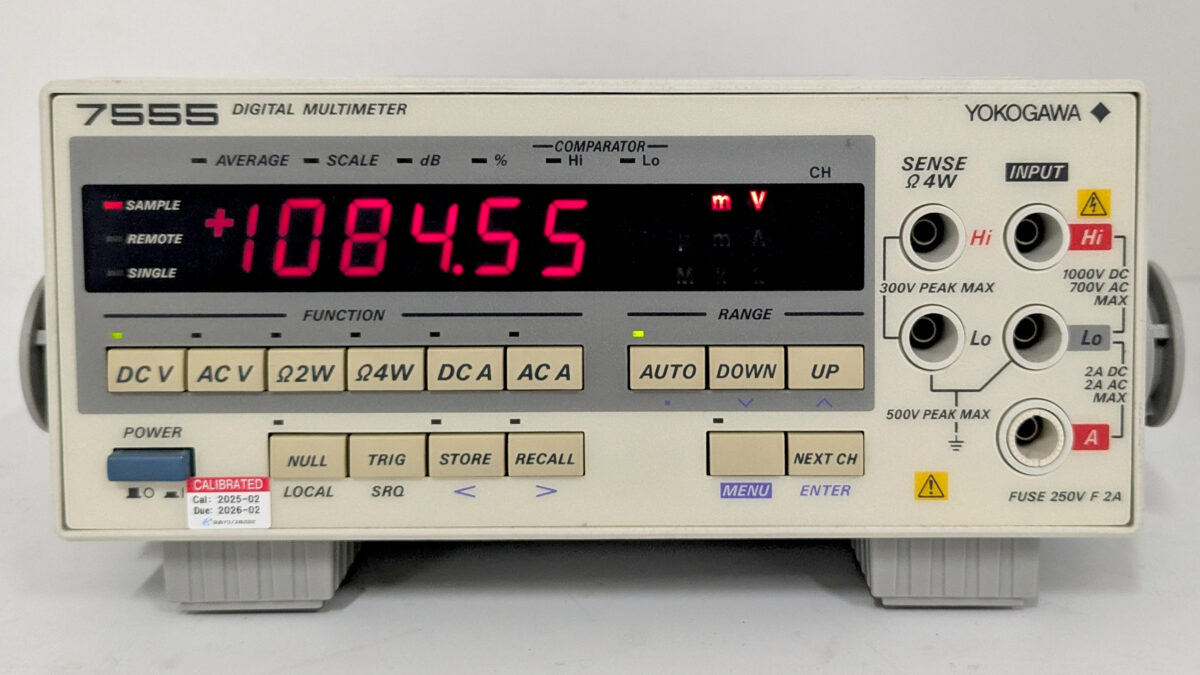 7555 DIGITAL MULTIMETER
YOKOGAWA
COMPARATOR
AVERAGE SCALE dB % Hi Lo
CH
SAMPLE
REMOTE
SINGLE
+1084.55
m V
μ m A
M k Ω
FUNCTION
RANGE
DC V AC V Ω2W Ω4W DC A AC A
AUTO DOWN UP
POWER
NULL TRIG STORE RECALL
NEXT CH
LOCAL SRQ < >
MENU ENTER
CALIBRATED
Cal: 2025-02
Due: 2026-02
SENSE
Ω 4W
INPUT
Hi
Hi
1000V DC
700V AC
MAX
300V PEAK MAX
Lo
Lo
2A DC
2A AC
MAX
500V PEAK MAX
A
FUSE 250V F 2A